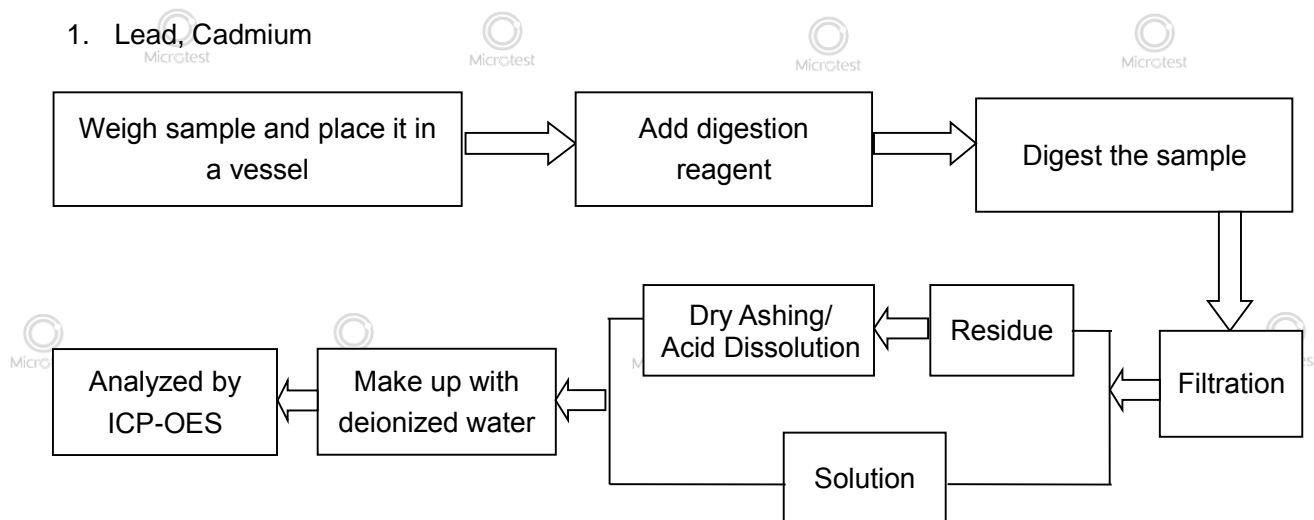 1. Lead, Cadmium
Microtest
Microtest
Microtest
Microtest
Weigh sample and place it in
a vessel
Add digestion
reagent
Digest the sample
Filtration
Residue
Dry Ashing/
Acid Dissolution
Solution
Make up with
deionized water
Analyzed by
ICP-OES